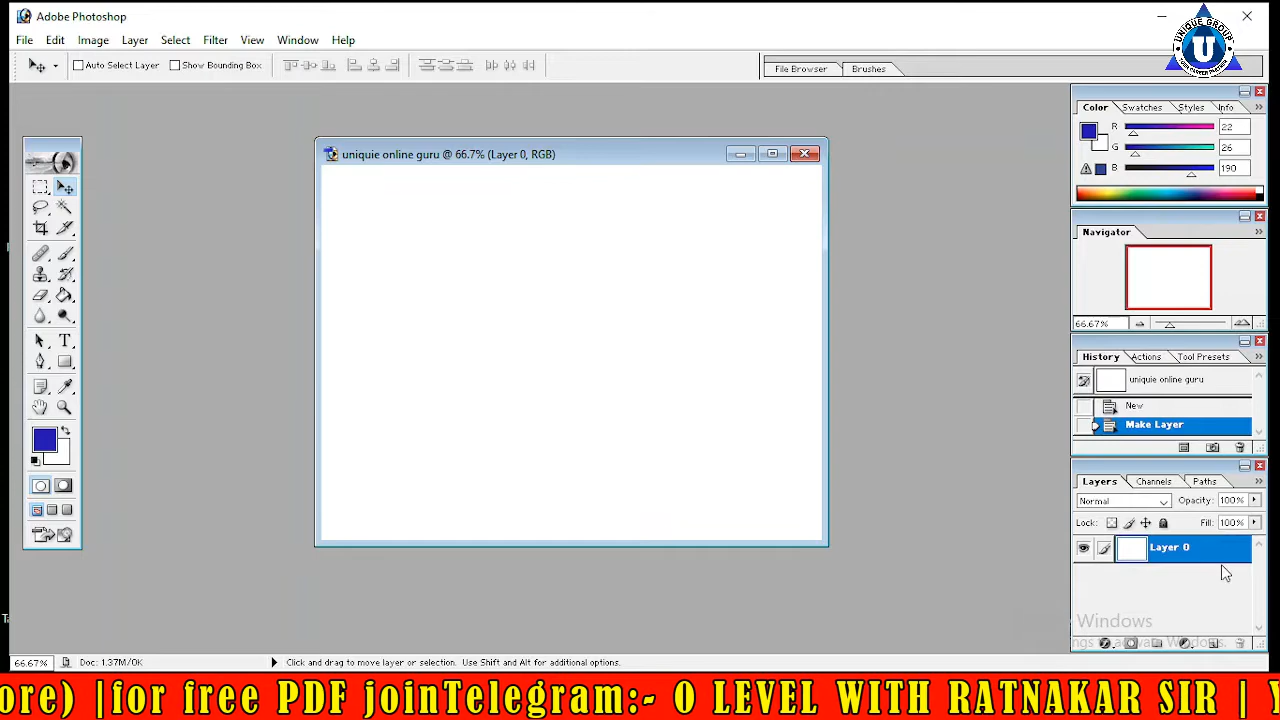 Adobe Photoshop
UNIQUE GROUP
U
File Edit Image Layer Select Filter View Window Help
Auto Select Layer Show Bounding Box
File Browser Brushes
Color Swatches Styles Info
R 22
G 26
B 190
uniquie online guru @ 66.7% (Layer 0, RGB)
Navigator
66.67%
History Actions Tool Presets
uniquie online guru
New
Make Layer
Layers Channels Paths
Normal Opacity: 100%
Lock: Fill: 100%
Layer 0
Windows
66.67% Doc: 1.37M/0K Click and drag to move layer or selection. Use Shift and Alt for additional options.
ore) |for free PDF joinTelegram:- O LEVEL WITH RATNAKAR SIR | Y